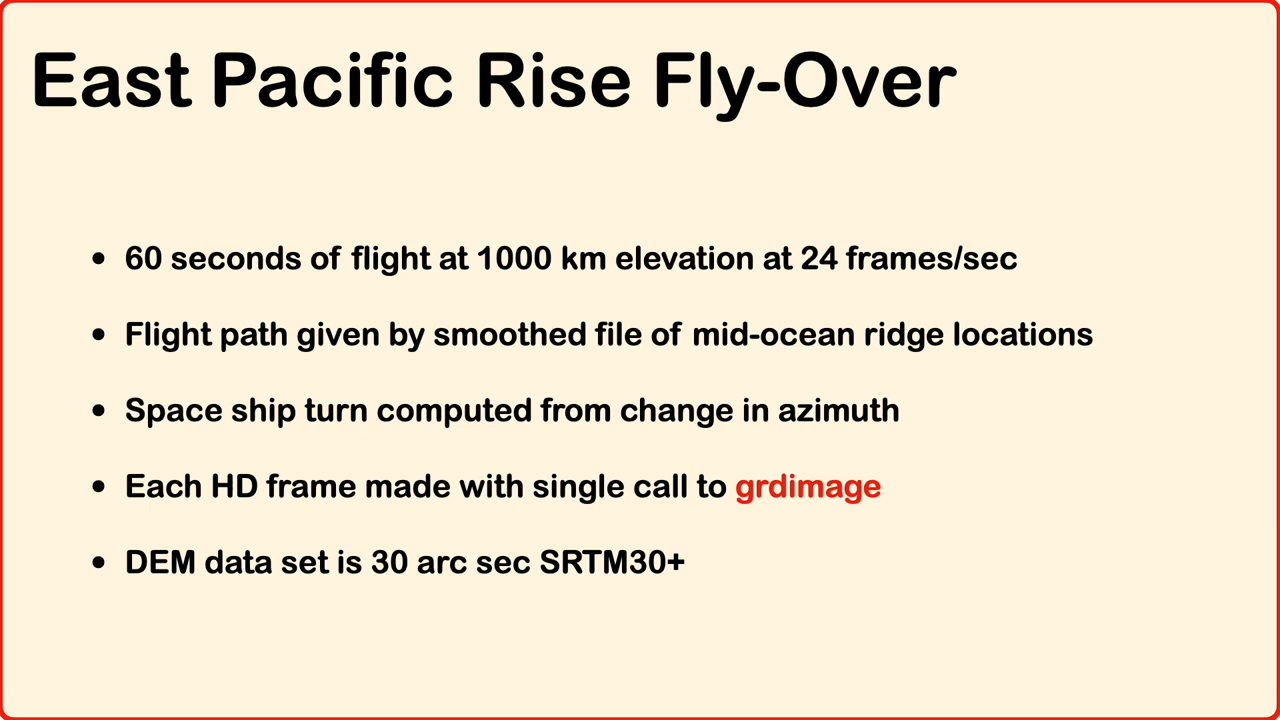 East Pacific Rise Fly-Over
• 60 seconds of flight at 1000 km elevation at 24 frames/sec
• Flight path given by smoothed file of mid-ocean ridge locations
• Space ship turn computed from change in azimuth
• Each HD frame made with single call to grdimage
• DEM data set is 30 arc sec SRTM30+